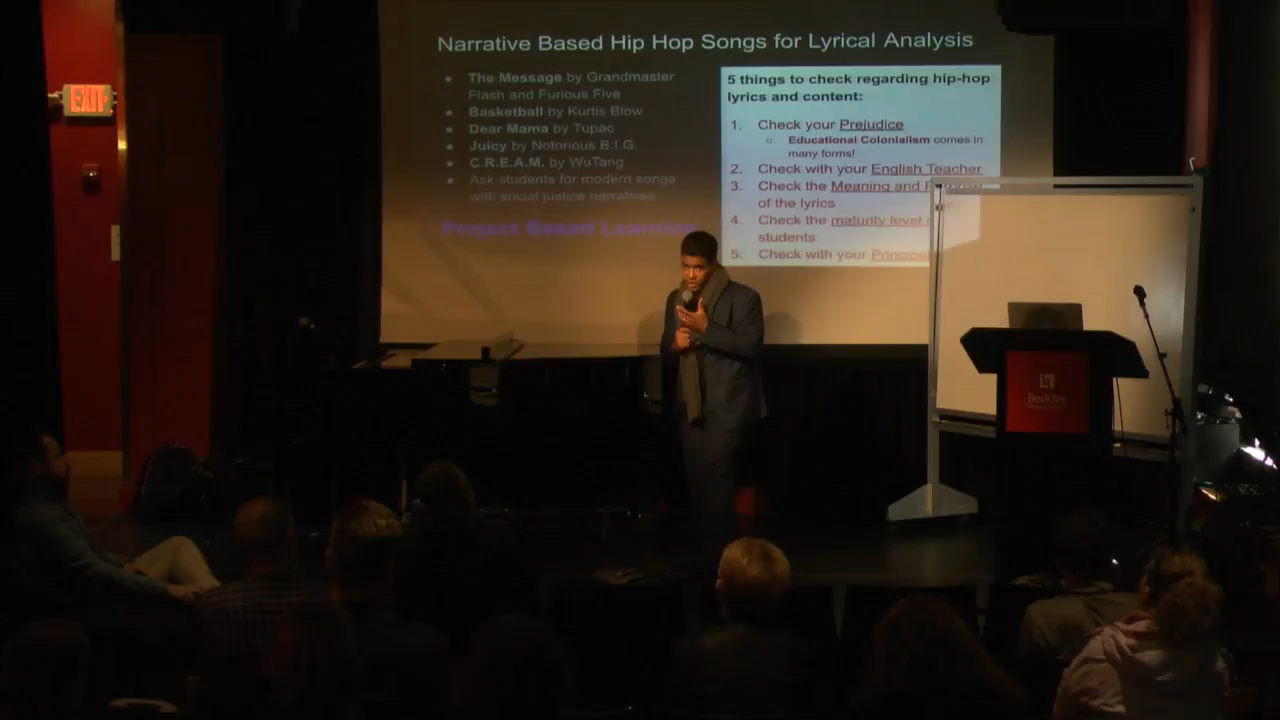 EXIT
Narrative Based Hip Hop Songs for Lyrical Analysis
The Message by Grandmaster
Flash and Furious Five
Basketball by Kurtis Blow
Dear Mama by Tupac
Juicy by Notorious B.I.G.
C.R.E.A.M. by WuTang
Ask students for modern songs
with social justice narratives
Project Based Learning
5 things to check regarding hip-hop
lyrics and content:
1. Check your Prejudice
Educational Colonialism comes in
many forms!
2. Check with your English Teacher
3. Check the Meaning and
of the lyrics
4. Check the maturity level
students
5. Check with your Principal
Berklee